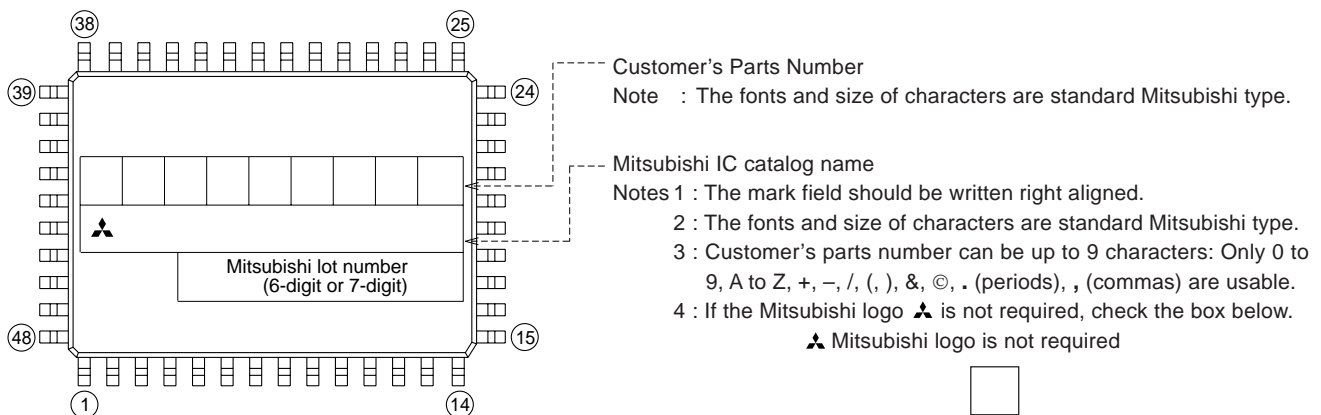 38
25
39
24
Customer's Parts Number
Note : The fonts and size of characters are standard Mitsubishi type.
Mitsubishi IC catalog name
Notes 1 : The mark field should be written right aligned.
2 : The fonts and size of characters are standard Mitsubishi type.
3 : Customer's parts number can be up to 9 characters: Only 0 to
9, A to Z, +, –, /, (, ), &, ©, . (periods), , (commas) are usable.
4 : If the Mitsubishi logo is not required, check the box below.
Mitsubishi logo is not required
Mitsubishi lot number
(6-digit or 7-digit)
48
15
1
14